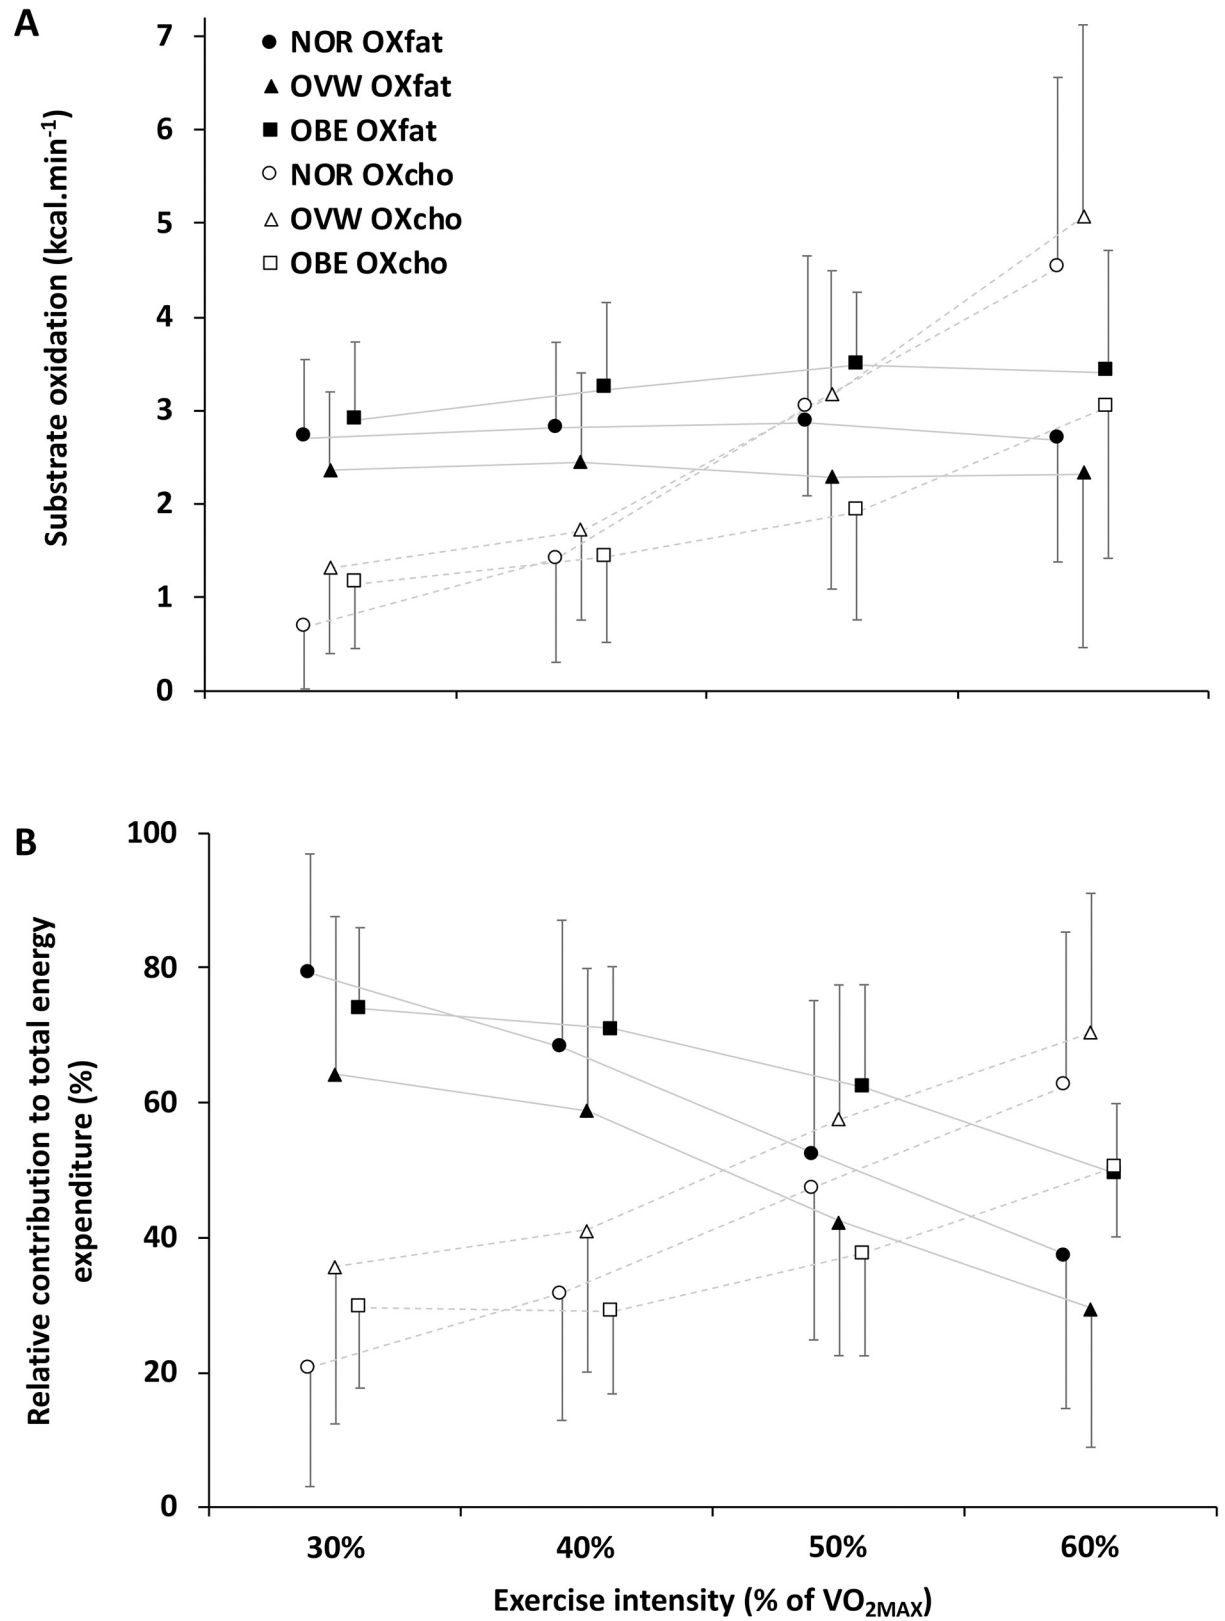 A
7
6
5
4
3
2
1
0
Substrate oxidation (kcal.min-1)
NOR OXfat
OVW OXfat
OBE OXfat
NOR OXcho
OVW OXcho
OBE OXcho
B
100
80
60
40
20
0
Relative contribution to total energy
expenditure (%)
30% 40% 50% 60%
Exercise intensity (% of VO2MAX)